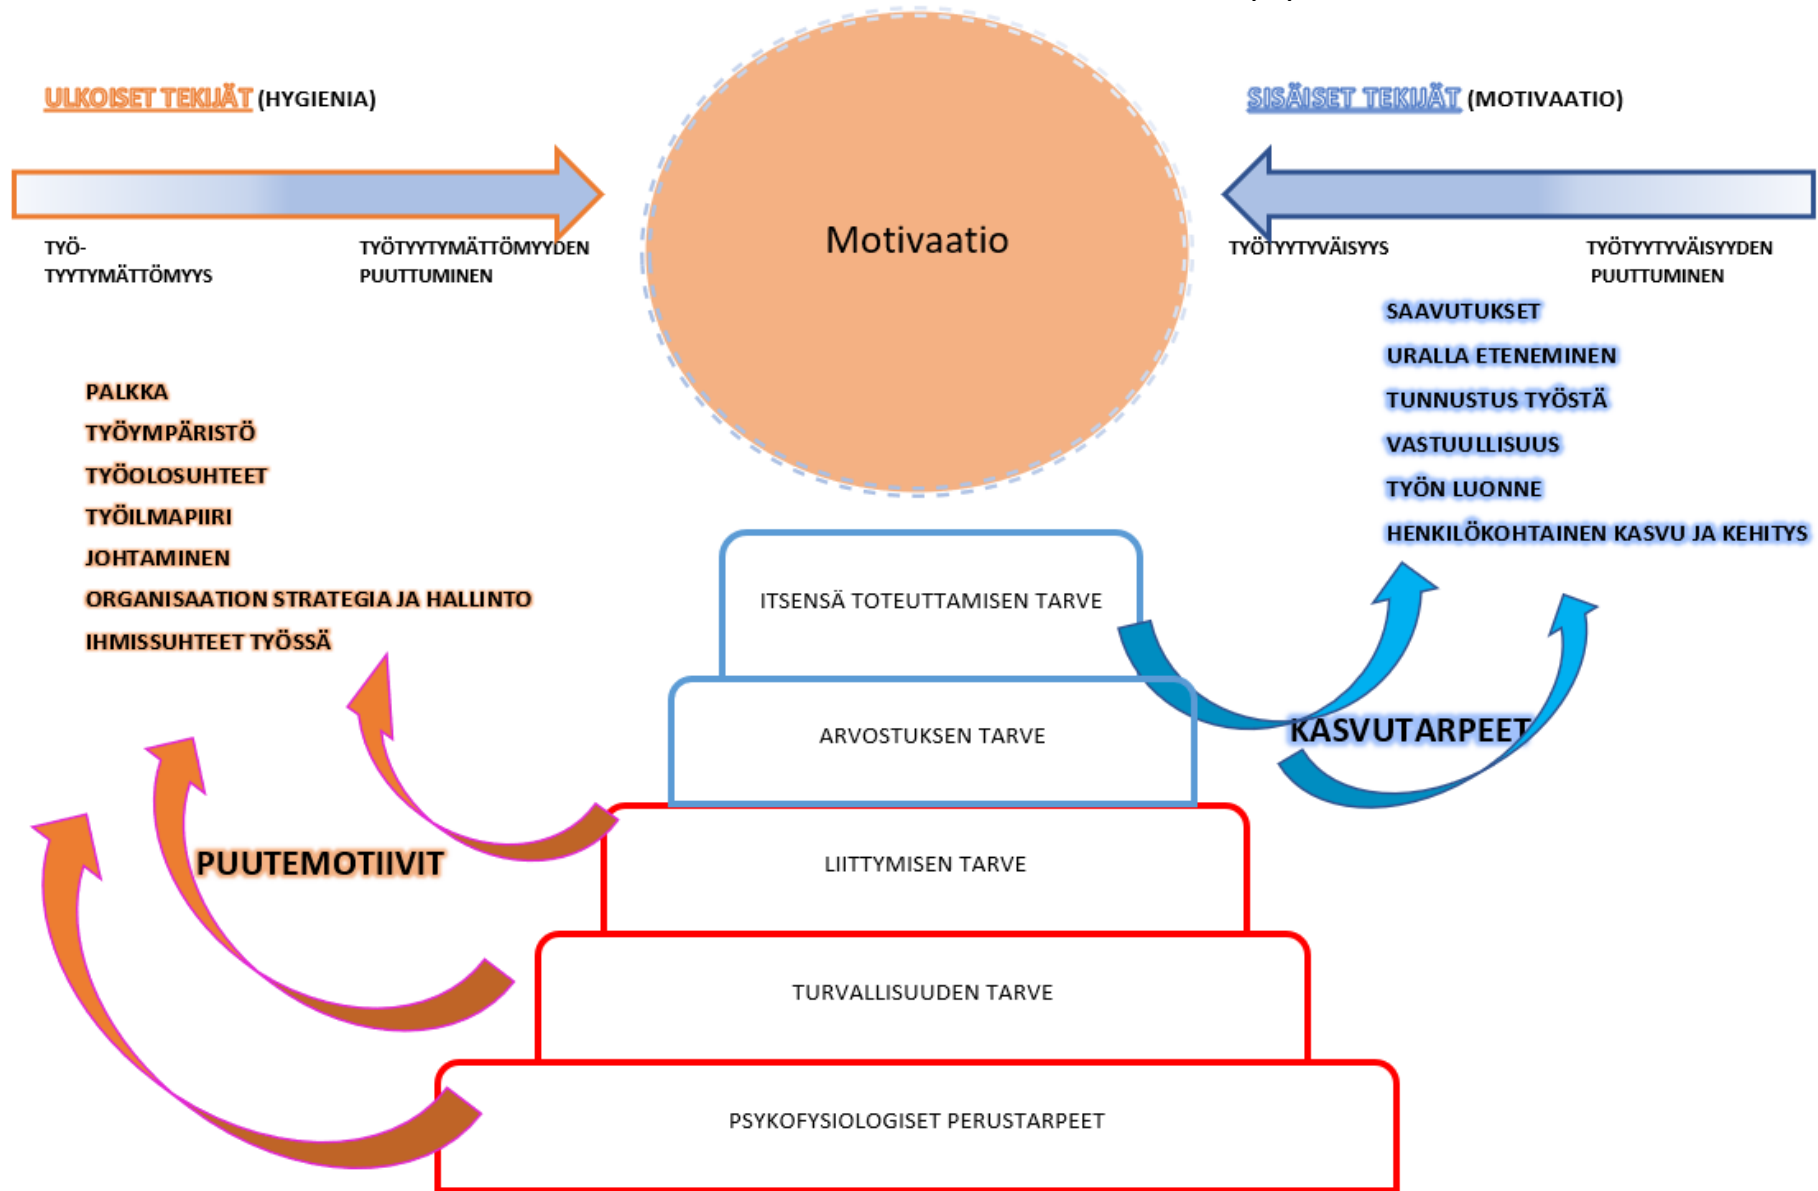 ULKOISET TEKIJÄT (HYGIENIA)
TYÖ-
TYYTYMÄTTÖMYYS
TYÖTYYTYMÄTTÖMYYDEN
PUUTTUMINEN
PALKKA
TYÖYMPÄRISTÖ
TYÖOLOSUHTEET
TYÖILMAPIIRI
JOHTAMINEN
ORGANISAATION STRATEGIA JA HALLINTO
IHMISSUHTEET TYÖSSÄ
PUUTEMOTIIVIT
Motivaatio
ITSENSÄ TOTEUTTAMISEN TARVE
ARVOSTUKSEN TARVE
LIITTYMISEN TARVE
TURVALLISUUDEN TARVE
PSYKOFYSIOLOGISET PERUSTARPEET
SISÄISET TEKIJÄT (MOTIVAATIO)
TYÖTYYTYVÄISYYS
TYÖTYYTYVÄISYYDEN
PUUTTUMINEN
SAAVUTUKSET
URALLA ETENEMINEN
TUNNUSTUS TYÖSTÄ
VASTUULLISUUS
TYÖN LUONNE
HENKILÖKOHTAINEN KASVU JA KEHITYS
KASVUTARPEET